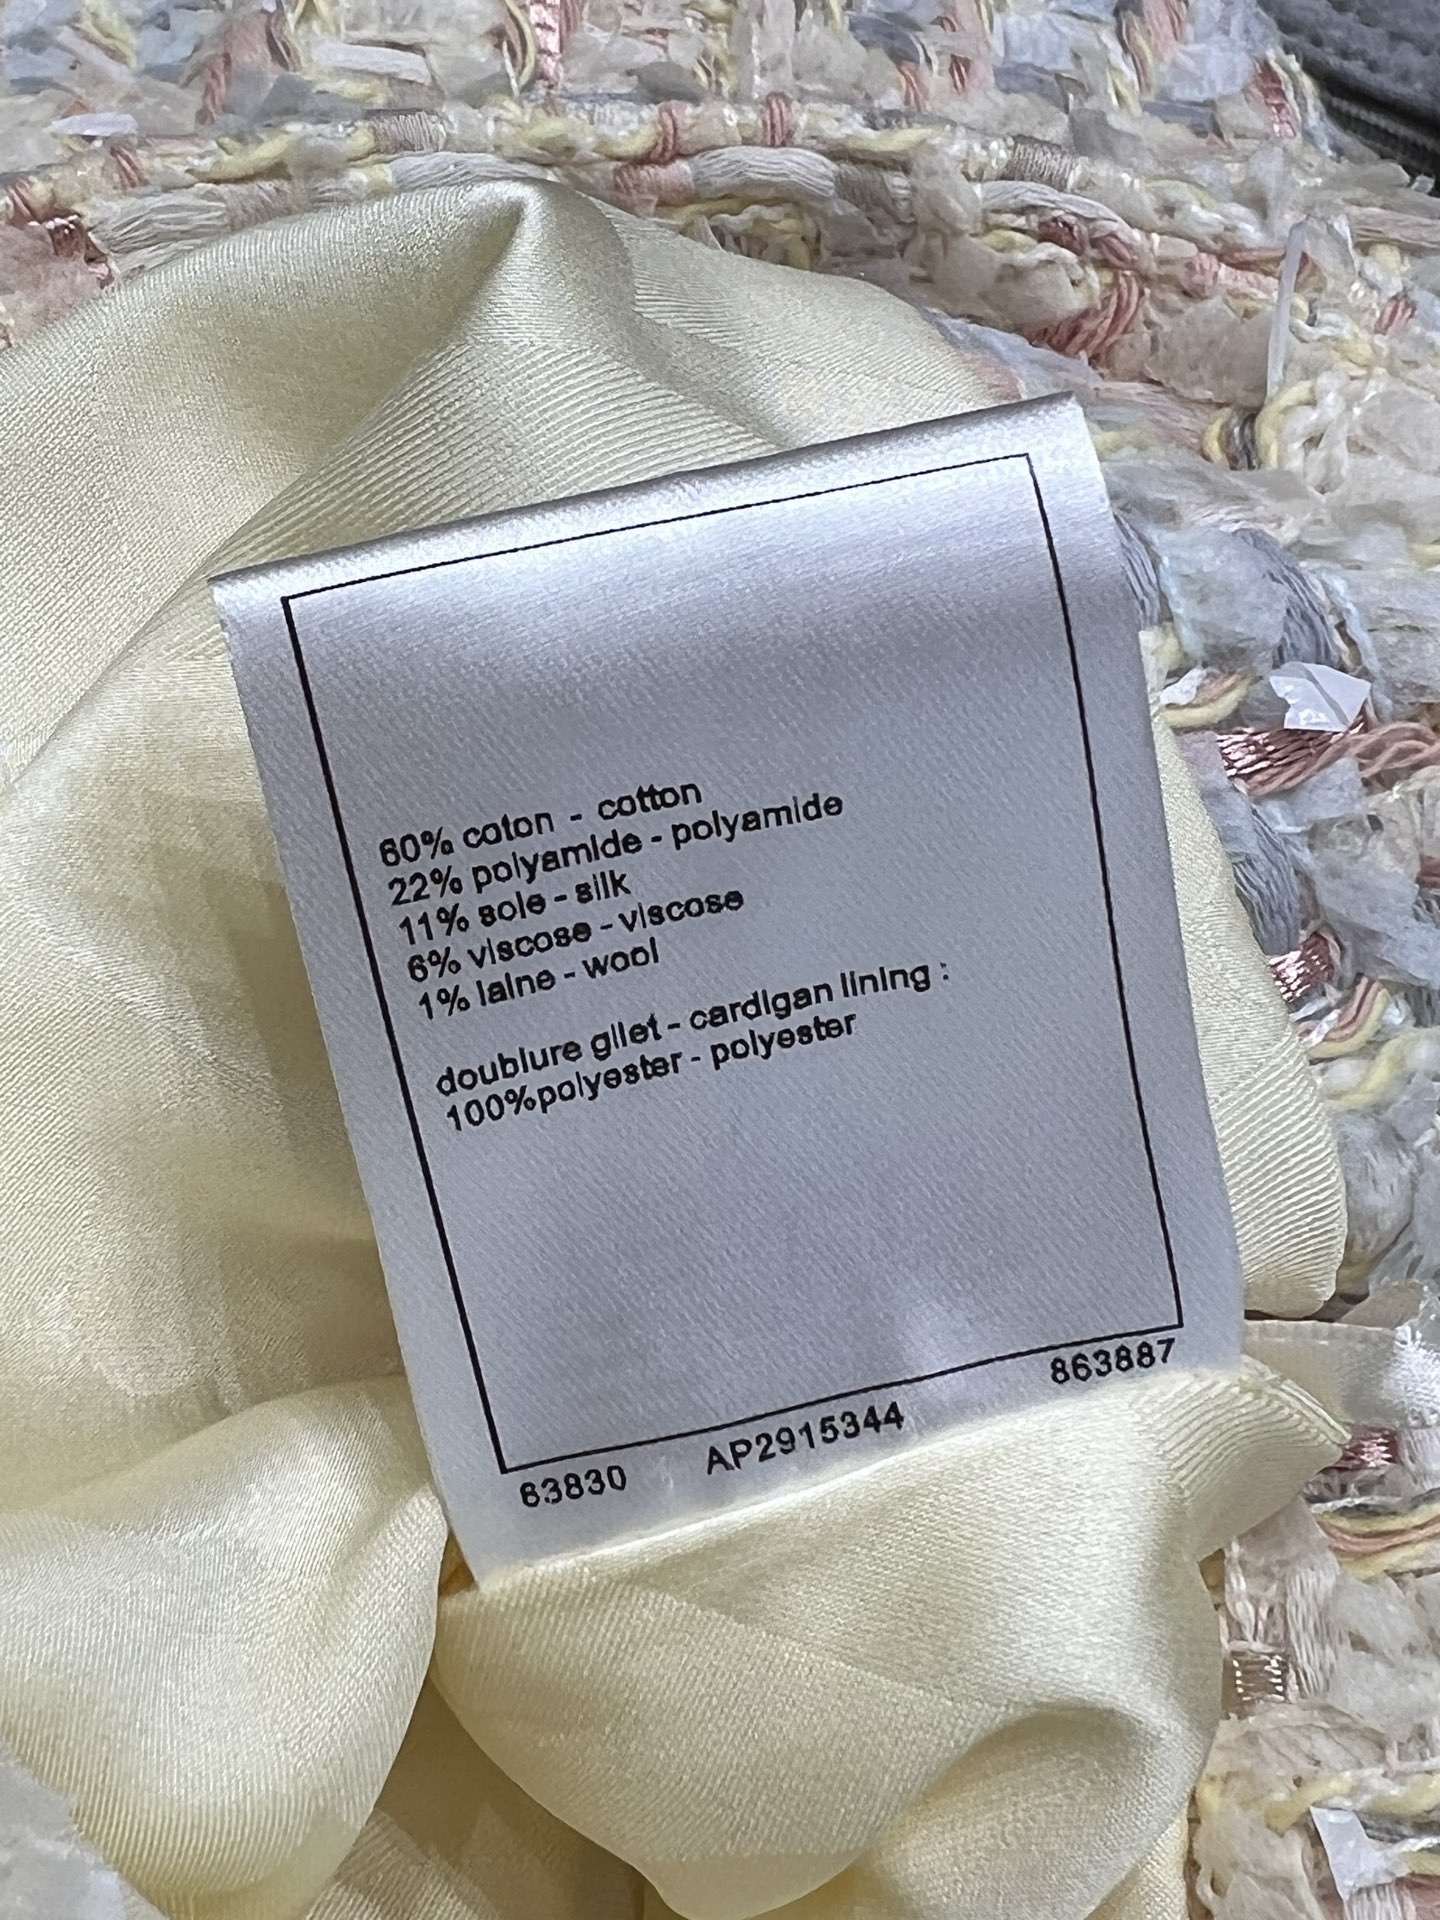 60% coton - cotton
22% polyamide - polyamide
11% soie - silk
6% viscose - viscose
1% laine - wool
doublure gilet - cardigan lining :
100%polyester - polyester
63830 AP2915344 863887